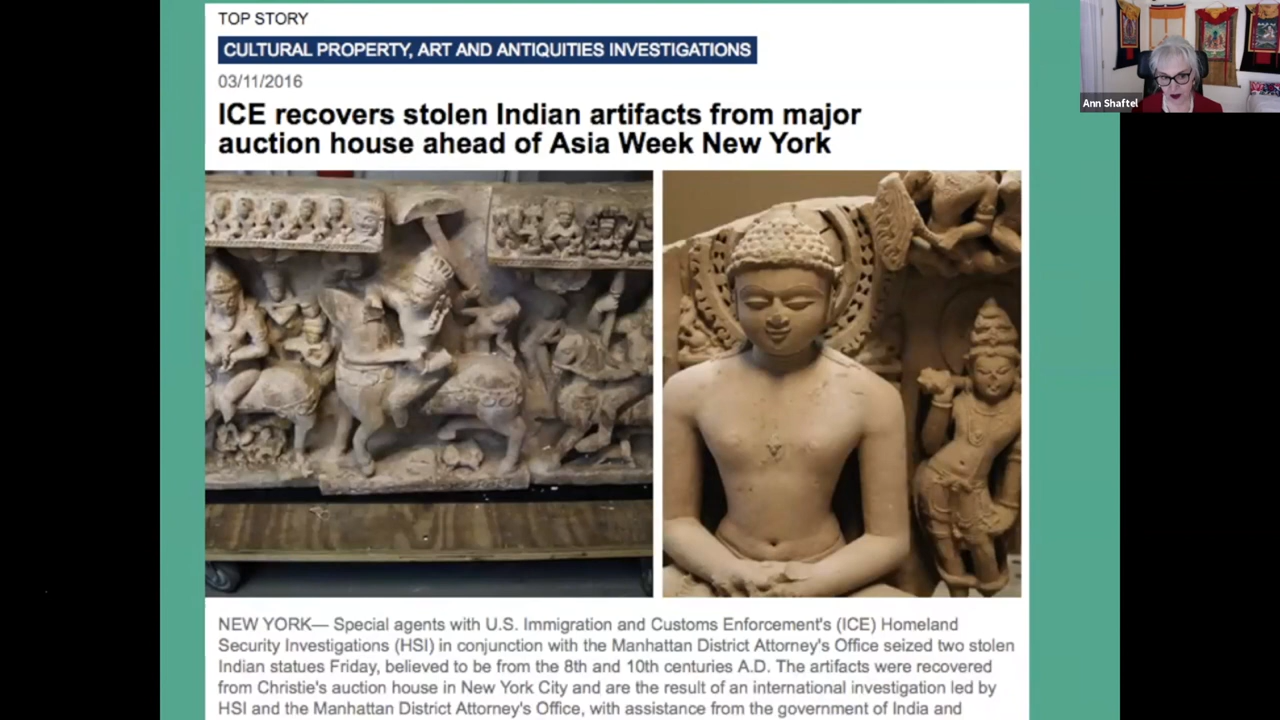 TOP STORY
CULTURAL PROPERTY, ART AND ANTIQUITIES INVESTIGATIONS
03/11/2016
ICE recovers stolen Indian artifacts from major
auction house ahead of Asia Week New York
Ann Shaftel
NEW YORK— Special agents with U.S. Immigration and Customs Enforcement's (ICE) Homeland
Security Investigations (HSI) in conjunction with the Manhattan District Attorney's Office seized two stolen
Indian statues Friday, believed to be from the 8th and 10th centuries A.D. The artifacts were recovered
from Christie's auction house in New York City and are the result of an international investigation led by
HSI and the Manhattan District Attorney's Office, with assistance from the government of India and